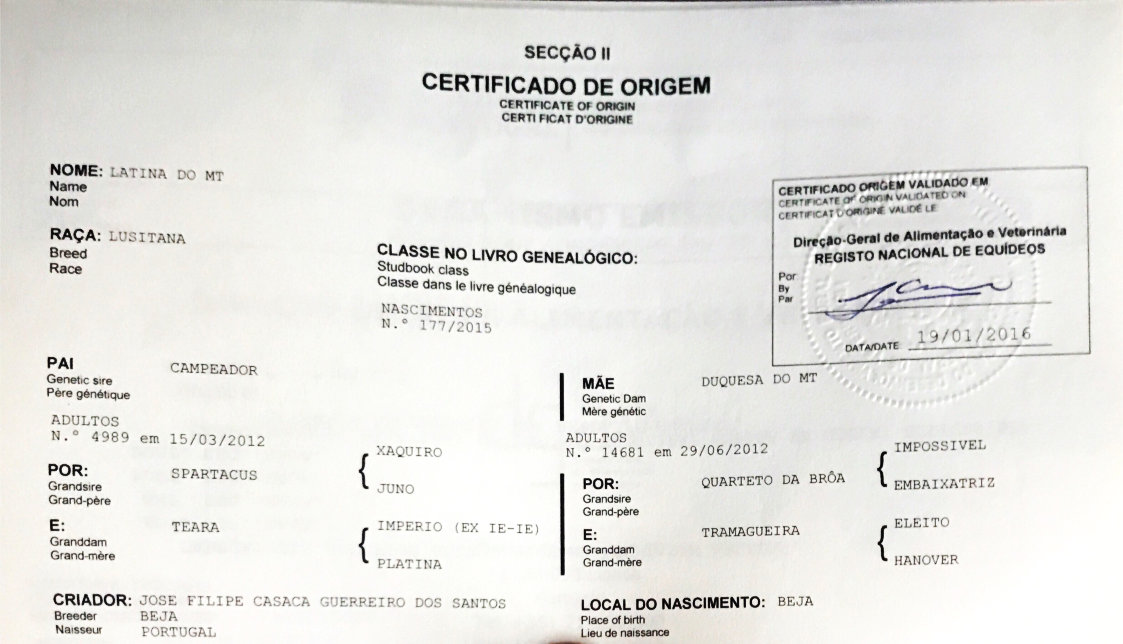 SECÇÃO II
CERTIFICADO DE ORIGEM
CERTIFICATE OF ORIGIN
CERTI FICAT D'ORIGINE
NOME: LATINA DO MT
Name
Nom
RAÇA: LUSITANA
Breed
Race
CLASSE NO LIVRO GENEALÓGICO:
Studbook class
Classe dans le livre généalogique
NASCIMENTOS
N.º 177/2015
CERTIFICADO ORIGEM VALIDADO EM
CERTIFICATE OF ORIGIN VALIDATED ON
CERTIFICAT D'ORIGINE VALIDÉ LE
Direção-Geral de Alimentação e Veterinária
REGISTO NACIONAL DE EQUÍDEOS
Por
By
Par
DATA/DATE 19/01/2016
PAI CAMPEADOR
Genetic sire
Père génétique
ADULTOS
N.º 4989 em 15/03/2012
POR: SPARTACUS
Grandsire
Grand-père
XAQUIRO
JUNO
E: TEARA
Granddam
Grand-mère
IMPERIO (EX IE-IE)
PLATINA
MÃE DUQUESA DO MT
Genetic Dam
Mère génétic
ADULTOS
N.º 14681 em 29/06/2012
POR: QUARTETO DA BRÔA
Grandsire
Grand-père
IMPOSSIVEL
EMBAIXATRIZ
E: TRAMAGUEIRA
Granddam
Grand-mère
ELEITO
HANOVER
CRIADOR: JOSE FILIPE CASACA GUERREIRO DOS SANTOS
Breeder BEJA
Naisseur PORTUGAL
LOCAL DO NASCIMENTO: BEJA
Place of birth
Lieu de naissance